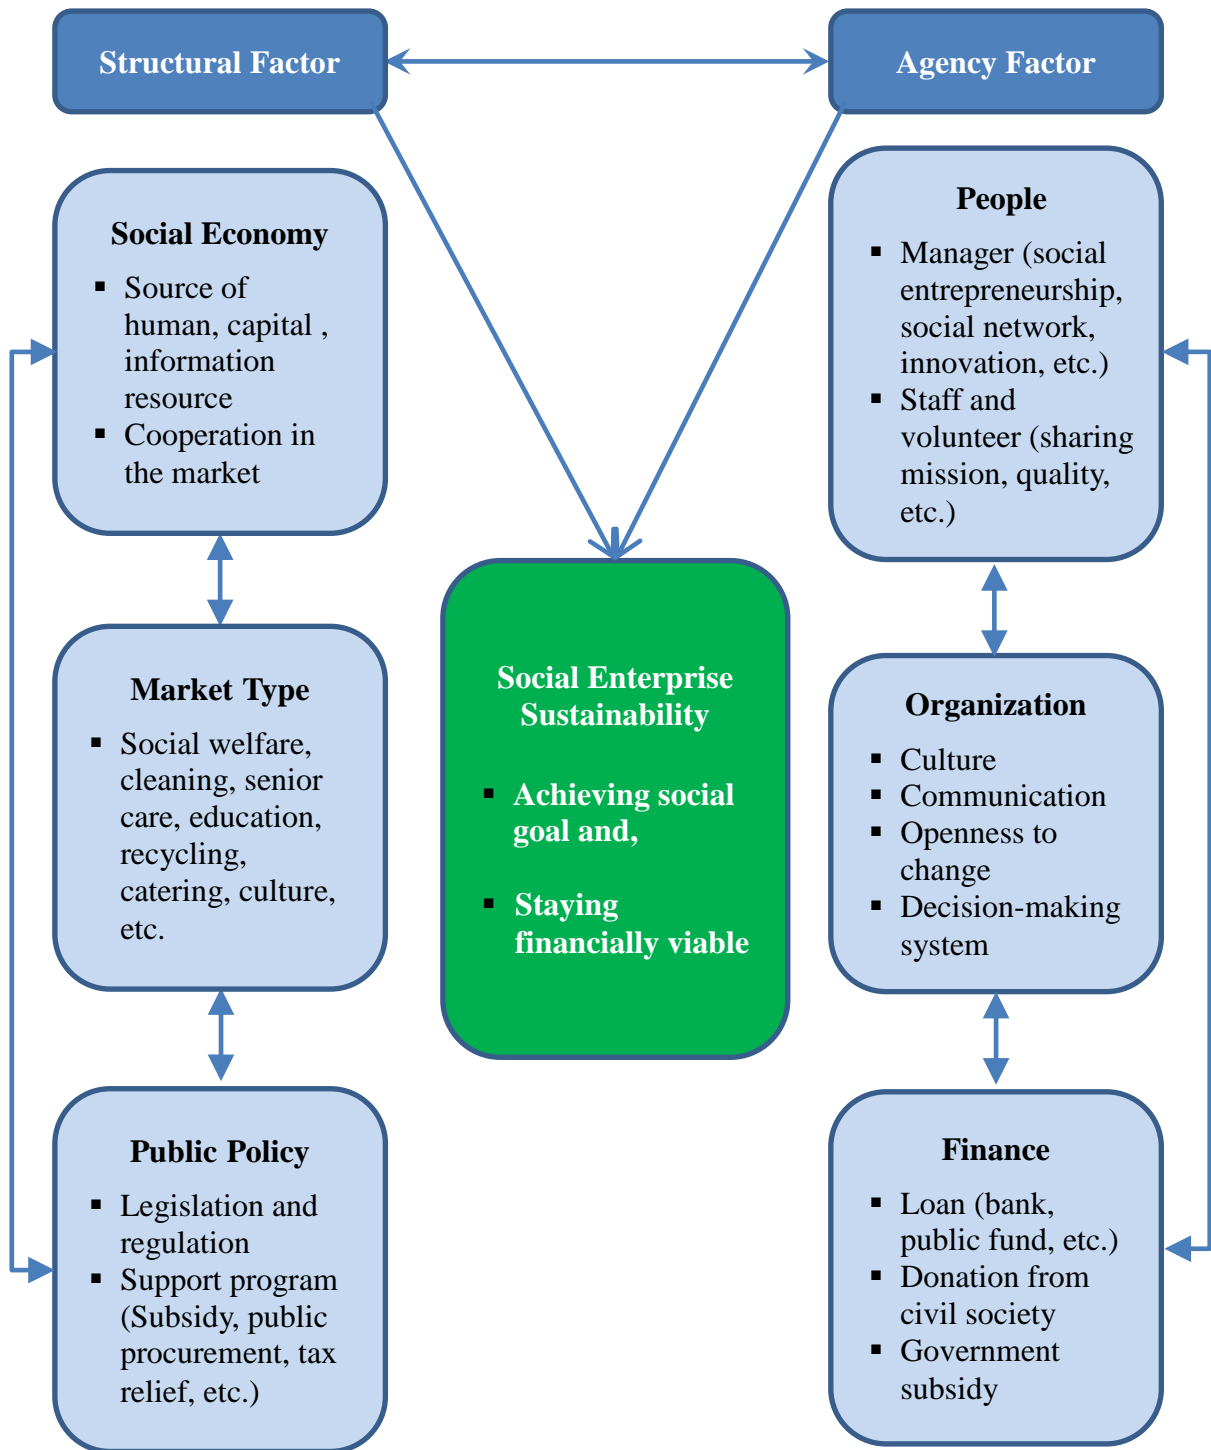 Structural Factor
Agency Factor
Social Economy
▪ Source of
human, capital ,
information
resource
▪ Cooperation in
the market
Market Type
▪ Social welfare,
cleaning, senior
care, education,
recycling,
catering, culture,
etc.
Public Policy
▪ Legislation and
regulation
▪ Support program
(Subsidy, public
procurement, tax
relief, etc.)
Social Enterprise
Sustainability
▪ Achieving social
goal and,
▪ Staying
financially viable
People
▪ Manager (social
entrepreneurship,
social network,
innovation, etc.)
▪ Staff and
volunteer (sharing
mission, quality,
etc.)
Organization
▪ Culture
▪ Communication
▪ Openness to
change
▪ Decision-making
system
Finance
▪ Loan (bank,
public fund, etc.)
▪ Donation from
civil society
▪ Government
subsidy